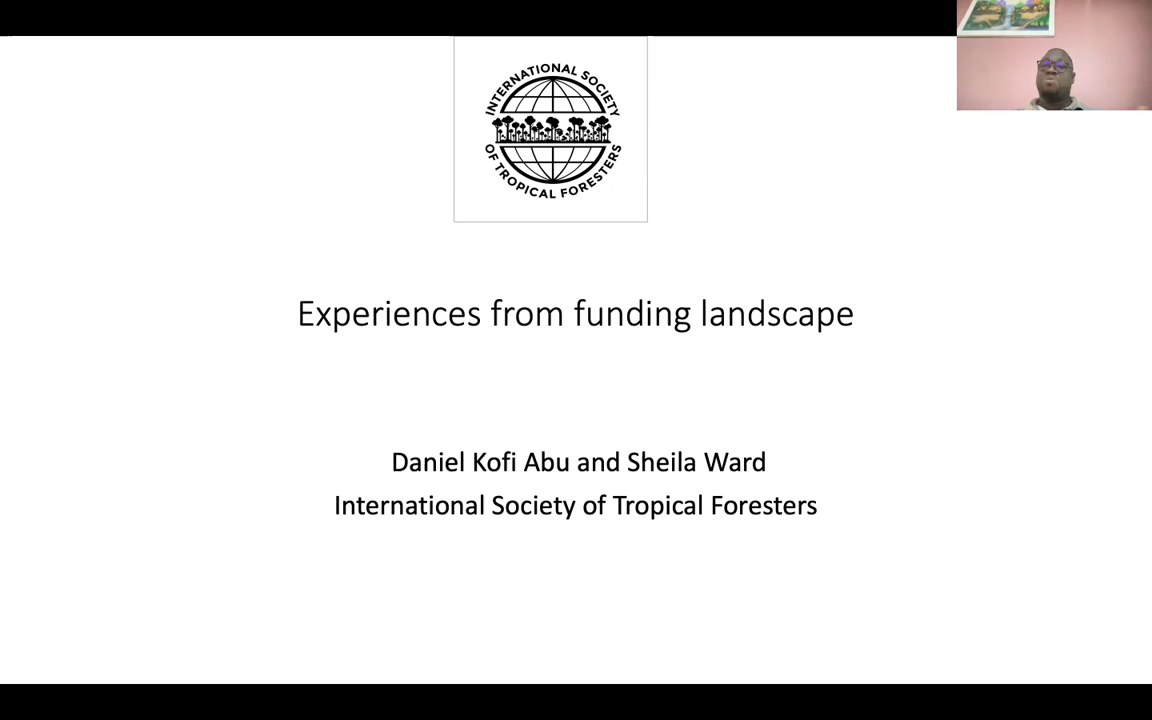 INTERNATIONAL SOCIETY
OF TROPICAL FORESTERS
Experiences from funding landscape
Daniel Kofi Abu and Sheila Ward
International Society of Tropical Foresters